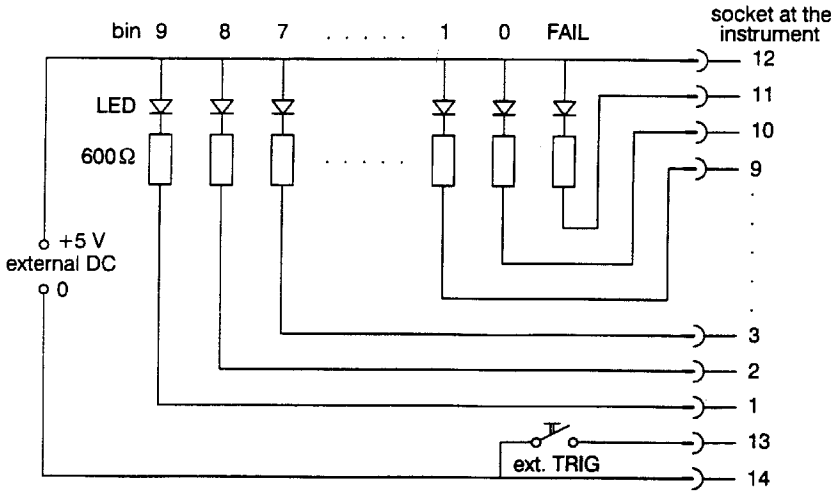 socket at the
instrument
bin 9 8 7 . . . . . . 1 0 FAIL
12
LED
11
10
600 Ω
. . . . .
9
.
.
.
.
+5 V
external DC
0
3
2
1
13
ext. TRIG
14